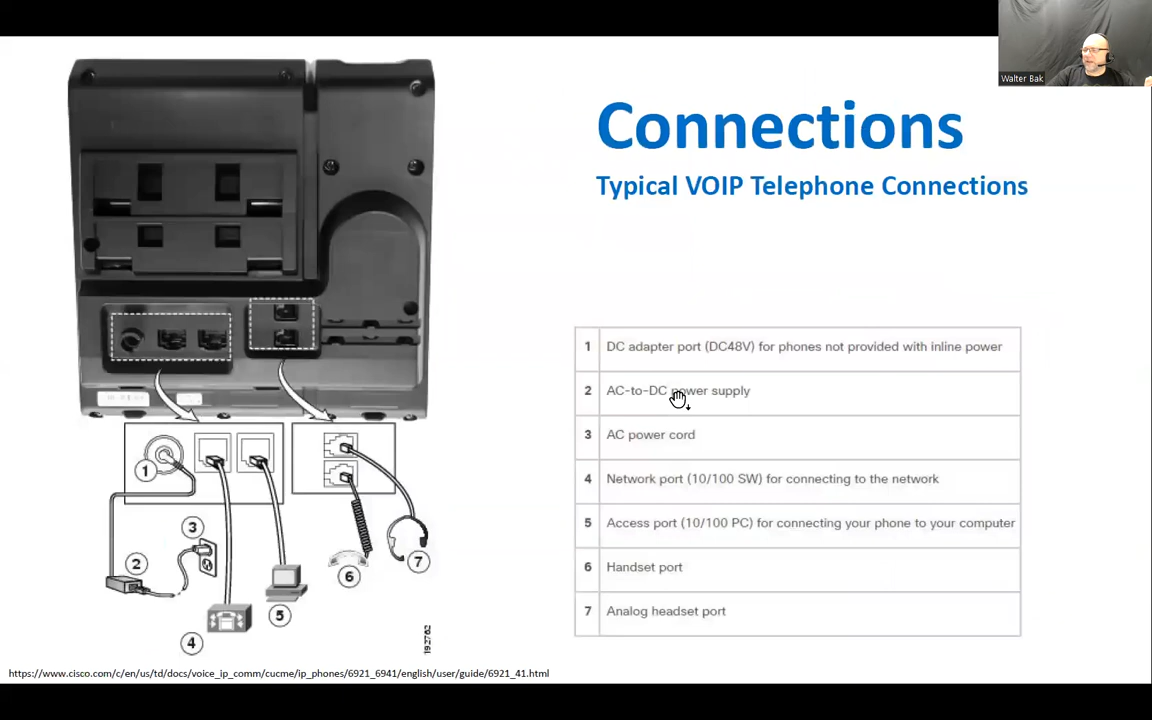 Walter Bak
Connections
Typical VOIP Telephone Connections
1 DC adapter port (DC48V) for phones not provided with inline power
2 AC-to-DC power supply
3 AC power cord
4 Network port (10/100 SW) for connecting to the network
5 Access port (10/100 PC) for connecting your phone to your computer
6 Handset port
7 Analog headset port
1
3
2
7
6
5
4
192762
https://www.cisco.com/c/en/us/td/docs/voice_ip_comm/cucme/ip_phones/6921_6941/english/user/guide/6921_41.html